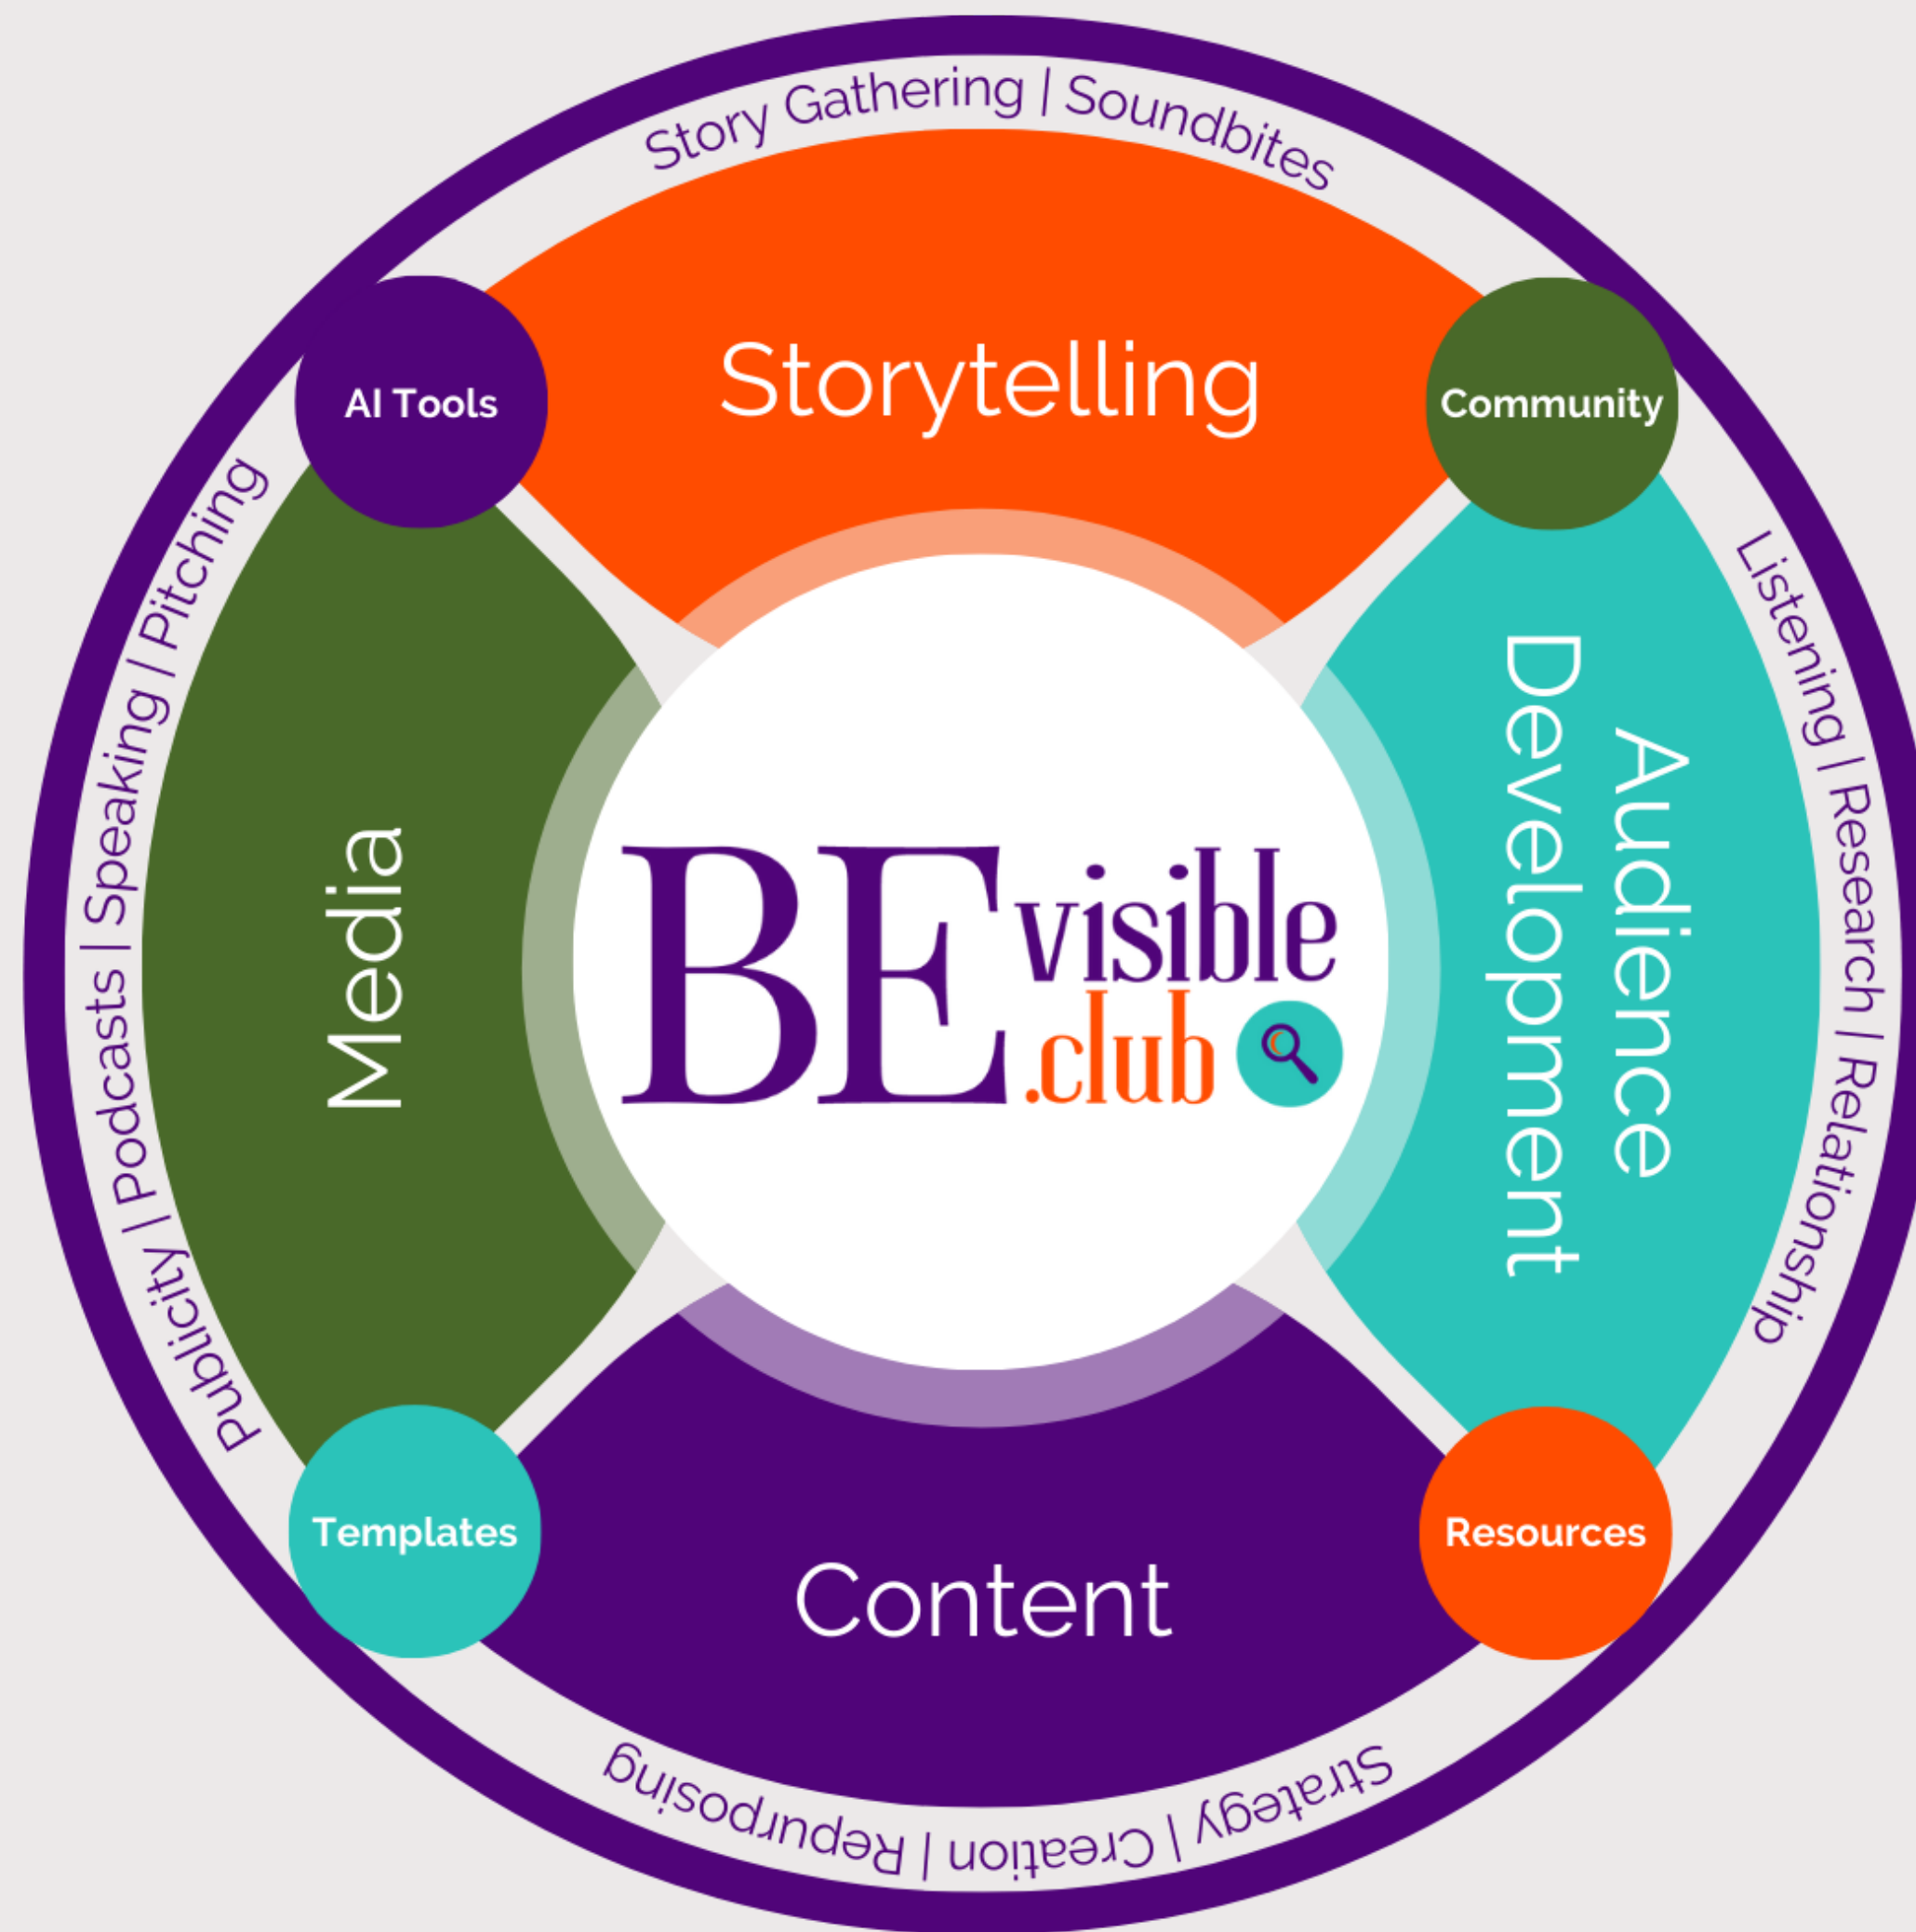 Story Gathering | Soundbites
Storytelling
AI Tools
Community
Listening | Research | Relationship
Audience
Development
Publicity | Podcasts | Speaking | Pitching
Media
BE visible
.club
Templates
Resources
Content
Strategy | Creation | Repurposing